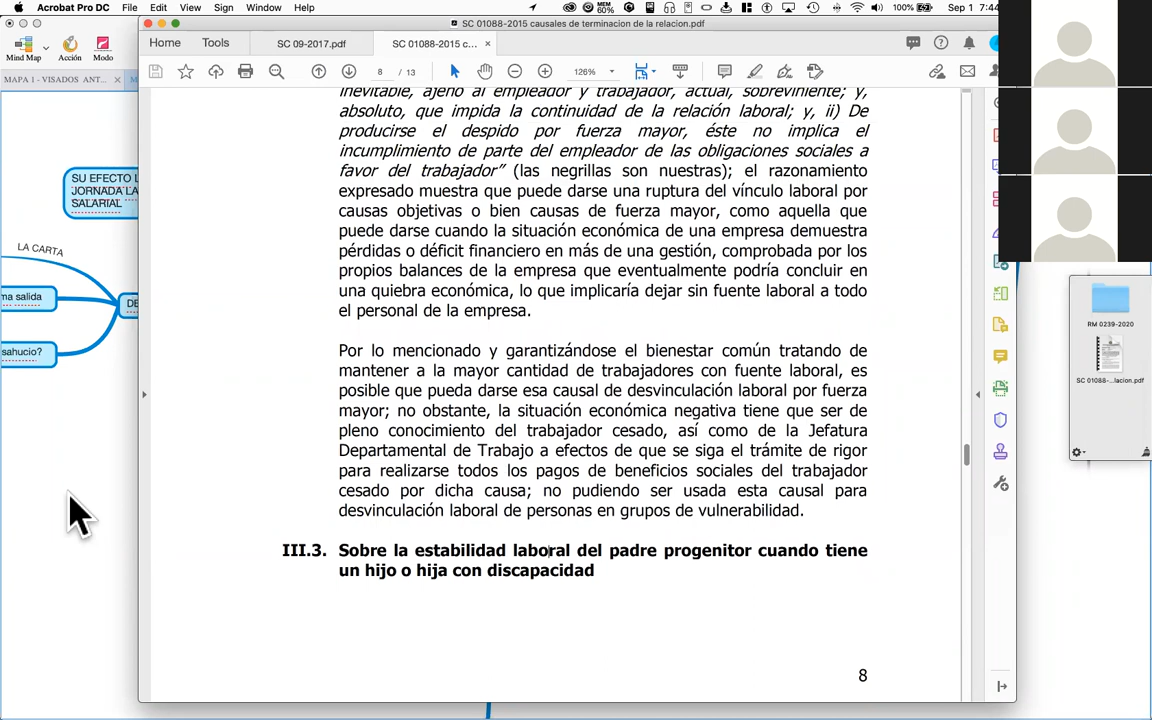 Acrobat Pro DC File Edit View Sign Window Help
MEM 60%
100%
Sep 1 7:44
SC 01088-2015 causales de terminacion de la relacion.pdf
Home Tools SC 09-2017.pdf SC 01088-2015 c... ×
Mind Map Acción Modo
MAPA 1 - VISADOS ANT...
8 / 13
126%
inevitable, ajeno al empleador y trabajador, actual, sobreviniente; y,
absoluto, que impida la continuidad de la relación laboral; y, ii) De
producirse el despido por fuerza mayor, éste no implica el
incumplimiento de parte del empleador de las obligaciones sociales a
favor del trabajador” (las negrillas son nuestras); el razonamiento
expresado muestra que puede darse una ruptura del vínculo laboral por
causas objetivas o bien causas de fuerza mayor, como aquella que
puede darse cuando la situación económica de una empresa demuestra
pérdidas o déficit financiero en más de una gestión, comprobada por los
propios balances de la empresa que eventualmente podría concluir en
una quiebra económica, lo que implicaría dejar sin fuente laboral a todo
el personal de la empresa.
Por lo mencionado y garantizándose el bienestar común tratando de
mantener a la mayor cantidad de trabajadores con fuente laboral, es
posible que pueda darse esa causal de desvinculación laboral por fuerza
mayor; no obstante, la situación económica negativa tiene que ser de
pleno conocimiento del trabajador cesado, así como de la Jefatura
Departamental de Trabajo a efectos de que se siga el trámite de rigor
para realizarse todos los pagos de beneficios sociales del trabajador
cesado por dicha causa; no pudiendo ser usada esta causal para
desvinculación laboral de personas en grupos de vulnerabilidad.
III.3. Sobre la estabilidad laboral del padre progenitor cuando tiene
un hijo o hija con discapacidad
8
SU EFECTO L
JORNADA LA
SALARIAL
LA CARTA
ma salida
DE
sahucio?
RM 0239-2020
SC 01088-...lacion.pdf